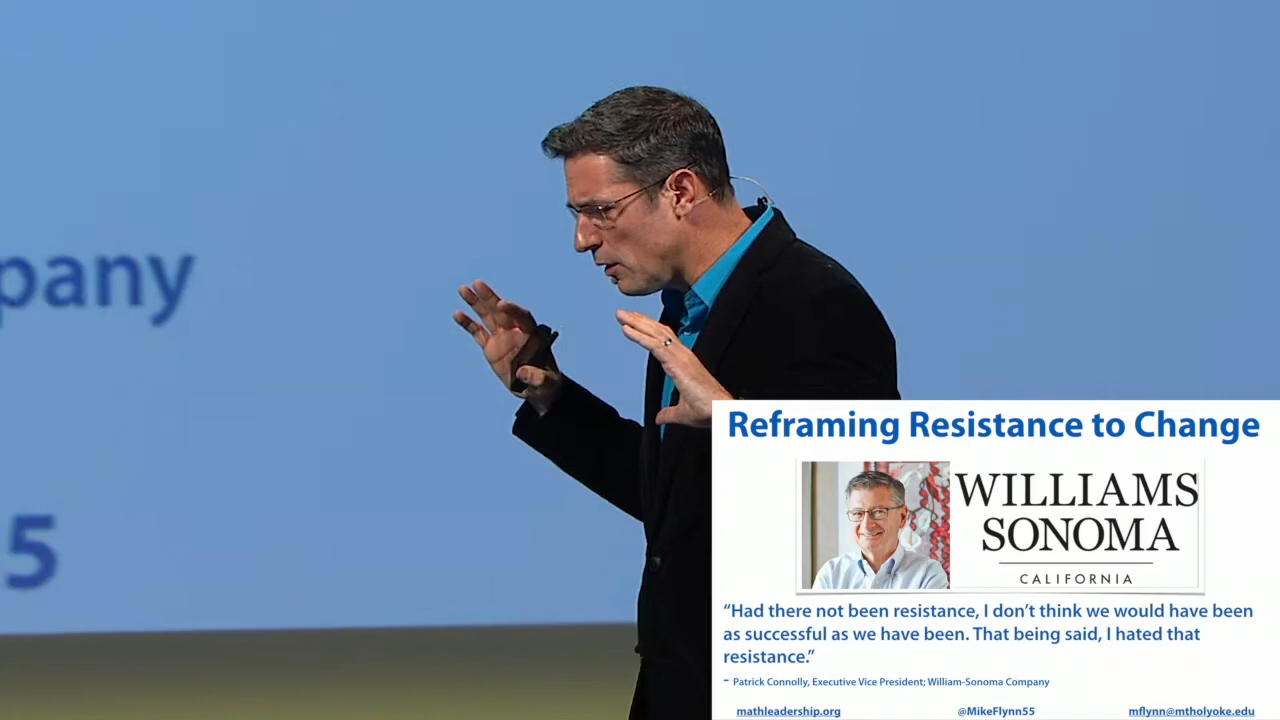 pany
5
Reframing Resistance to Change
WILLIAMS
SONOMA
CALIFORNIA
“Had there not been resistance, I don’t think we would have been
as successful as we have been. That being said, I hated that
resistance.”
- Patrick Connolly, Executive Vice President; William-Sonoma Company
mathleadership.org @MikeFlynn55 mflynn@mtholyoke.edu